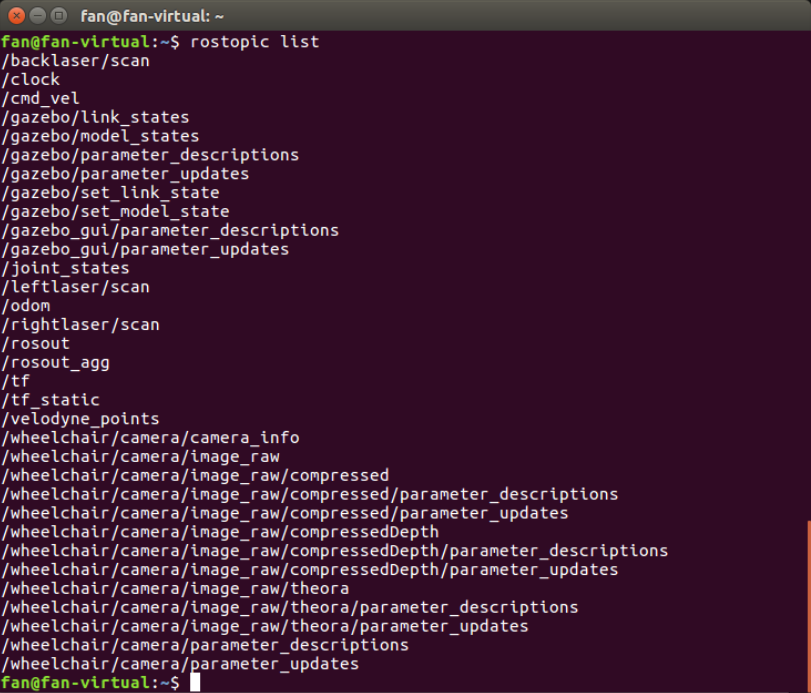 fan@fan-virtual: ~
fan@fan-virtual:~$ rostopic list
/backlaser/scan
/clock
/cmd_vel
/gazebo/link_states
/gazebo/model_states
/gazebo/parameter_descriptions
/gazebo/parameter_updates
/gazebo/set_link_state
/gazebo/set_model_state
/gazebo_gui/parameter_descriptions
/gazebo_gui/parameter_updates
/joint_states
/leftlaser/scan
/odom
/rightlaser/scan
/rosout
/rosout_agg
/tf
/tf_static
/velodyne_points
/wheelchair/camera/camera_info
/wheelchair/camera/image_raw
/wheelchair/camera/image_raw/compressed
/wheelchair/camera/image_raw/compressed/parameter_descriptions
/wheelchair/camera/image_raw/compressed/parameter_updates
/wheelchair/camera/image_raw/compressedDepth
/wheelchair/camera/image_raw/compressedDepth/parameter_descriptions
/wheelchair/camera/image_raw/compressedDepth/parameter_updates
/wheelchair/camera/image_raw/theora
/wheelchair/camera/image_raw/theora/parameter_descriptions
/wheelchair/camera/image_raw/theora/parameter_updates
/wheelchair/camera/parameter_descriptions
/wheelchair/camera/parameter_updates
fan@fan-virtual:~$